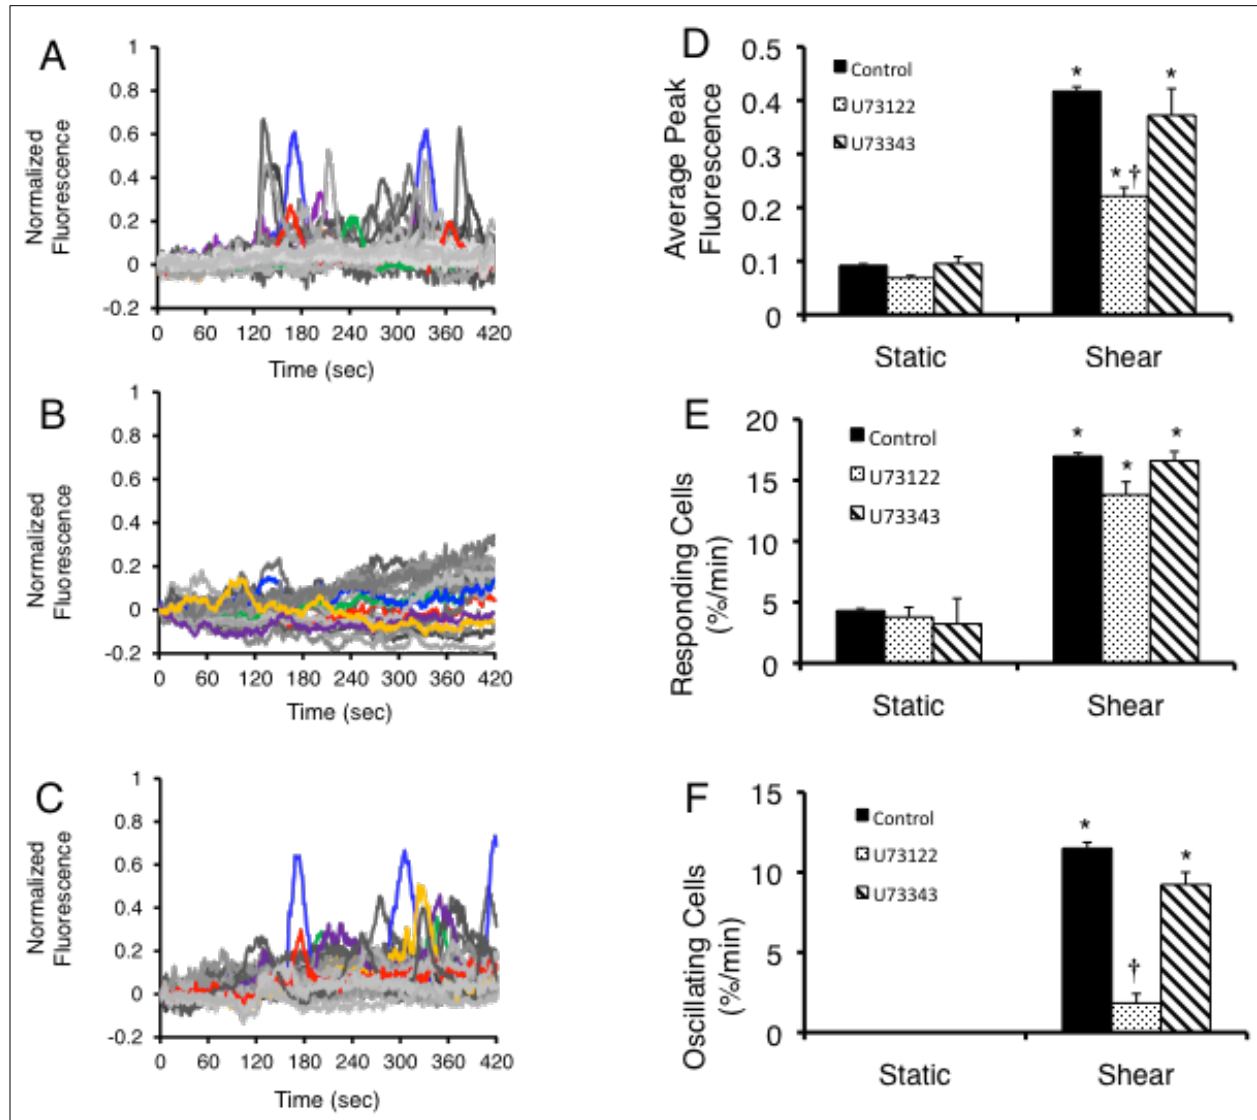 A
Normalized
Fluorescence
1
0.8
0.6
0.4
0.2
0
-0.2
0 60 120 180 240 300 360 420
Time (sec)
B
Normalized
Fluorescence
1
0.8
0.6
0.4
0.2
0
-0.2
0 60 120 180 240 300 360 420
Time (sec)
C
Normalized
Fluorescence
1
0.8
0.6
0.4
0.2
0
-0.2
0 60 120 180 240 300 360 420
Time (sec)
D
Average Peak
Fluorescence
0.5
0.4
0.3
0.2
0.1
0
Control
U73122
U73343
*
* †
*
Static Shear
E
Responding Cells
(%/min)
20
15
10
5
0
Control
U73122
U73343
*
*
*
Static Shear
F
Oscillating Cells
(%/min)
15
10
5
0
Control
U73122
U73343
*
†
*
Static Shear